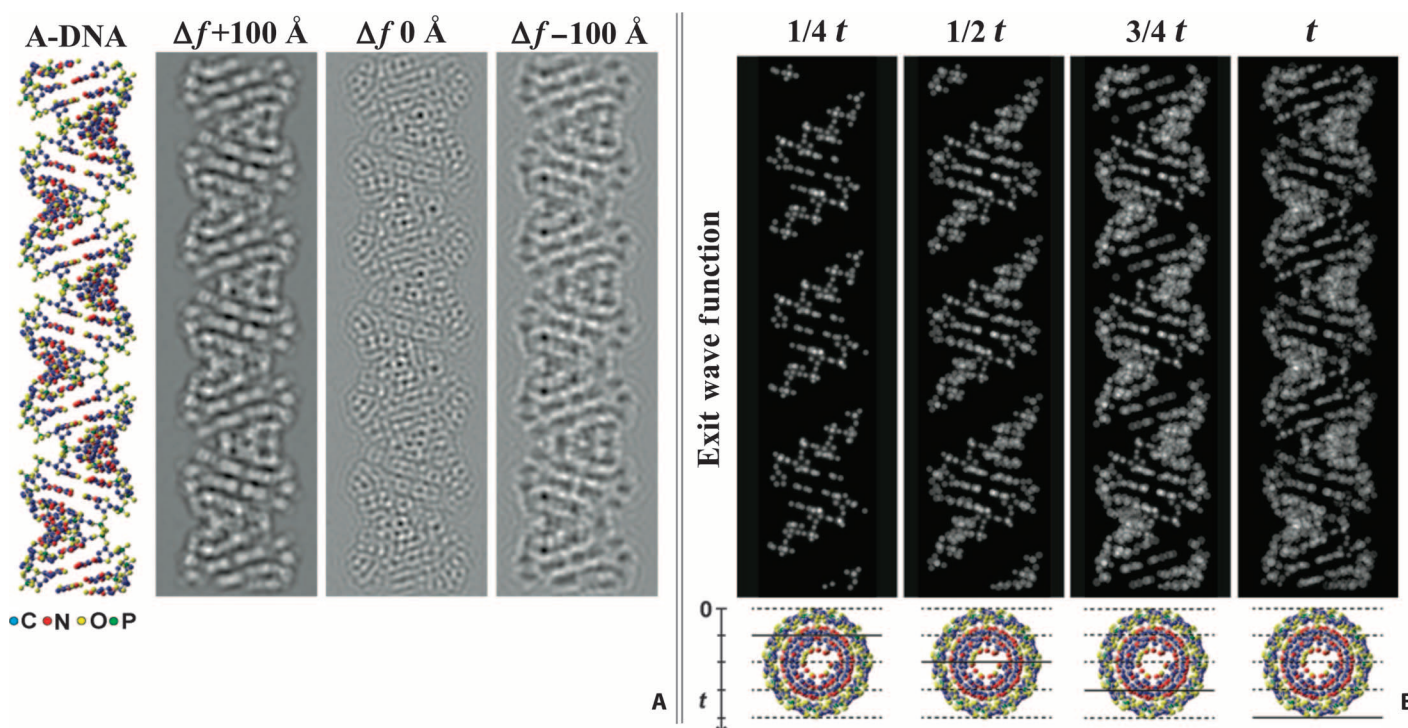 A-DNA
Δf+100 Å
Δf 0 Å
Δf−100 Å
C N O P
A
1/4 t
1/2 t
3/4 t
t
Exit wave function
0
t